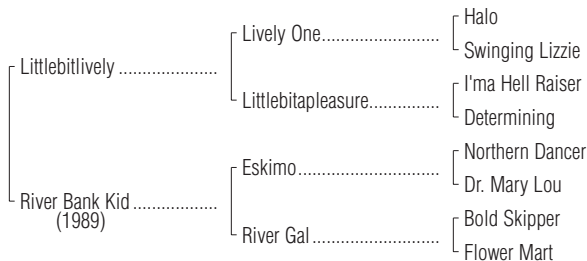 Halo
Lively One
Swinging Lizzie
Littlebitlively
I'ma Hell Raiser
Littlebitapleasure
Determining
Northern Dancer
Eskimo
Dr. Mary Lou
River Bank Kid
(1989)
Bold Skipper
River Gal
Flower Mart